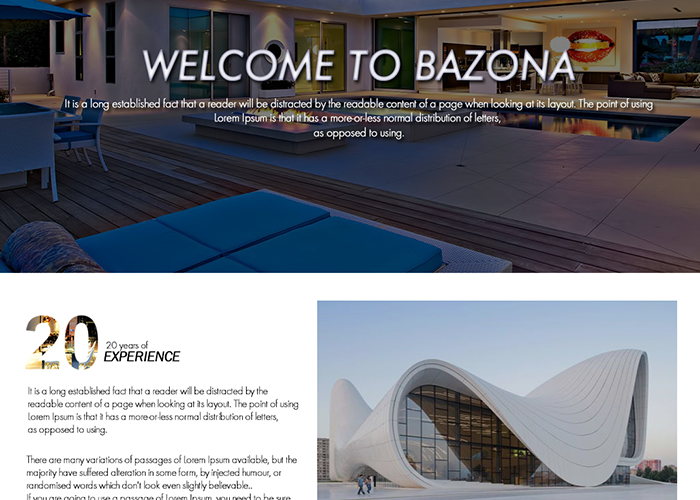 WELCOME TO BAZONA
It is a long established fact that a reader will be distracted by the readable content of a page when looking at its layout. The point of using
Lorem Ipsum is that it has a more-or-less normal distribution of letters,
as opposed to using.
20
20 years of
EXPERIENCE
It is a long established fact that a reader will be distracted by the
readable content of a page when looking at its layout. The point of using
Lorem Ipsum is that it has a more-or-less normal distribution of letters,
as opposed to using.
There are many variations of passages of Lorem Ipsum available, but the
majority have suffered alteration in some form, by injected humour, or
randomised words which don't look even slightly believable..
If you are going to use a passage of Lorem Ipsum, you need to be sure